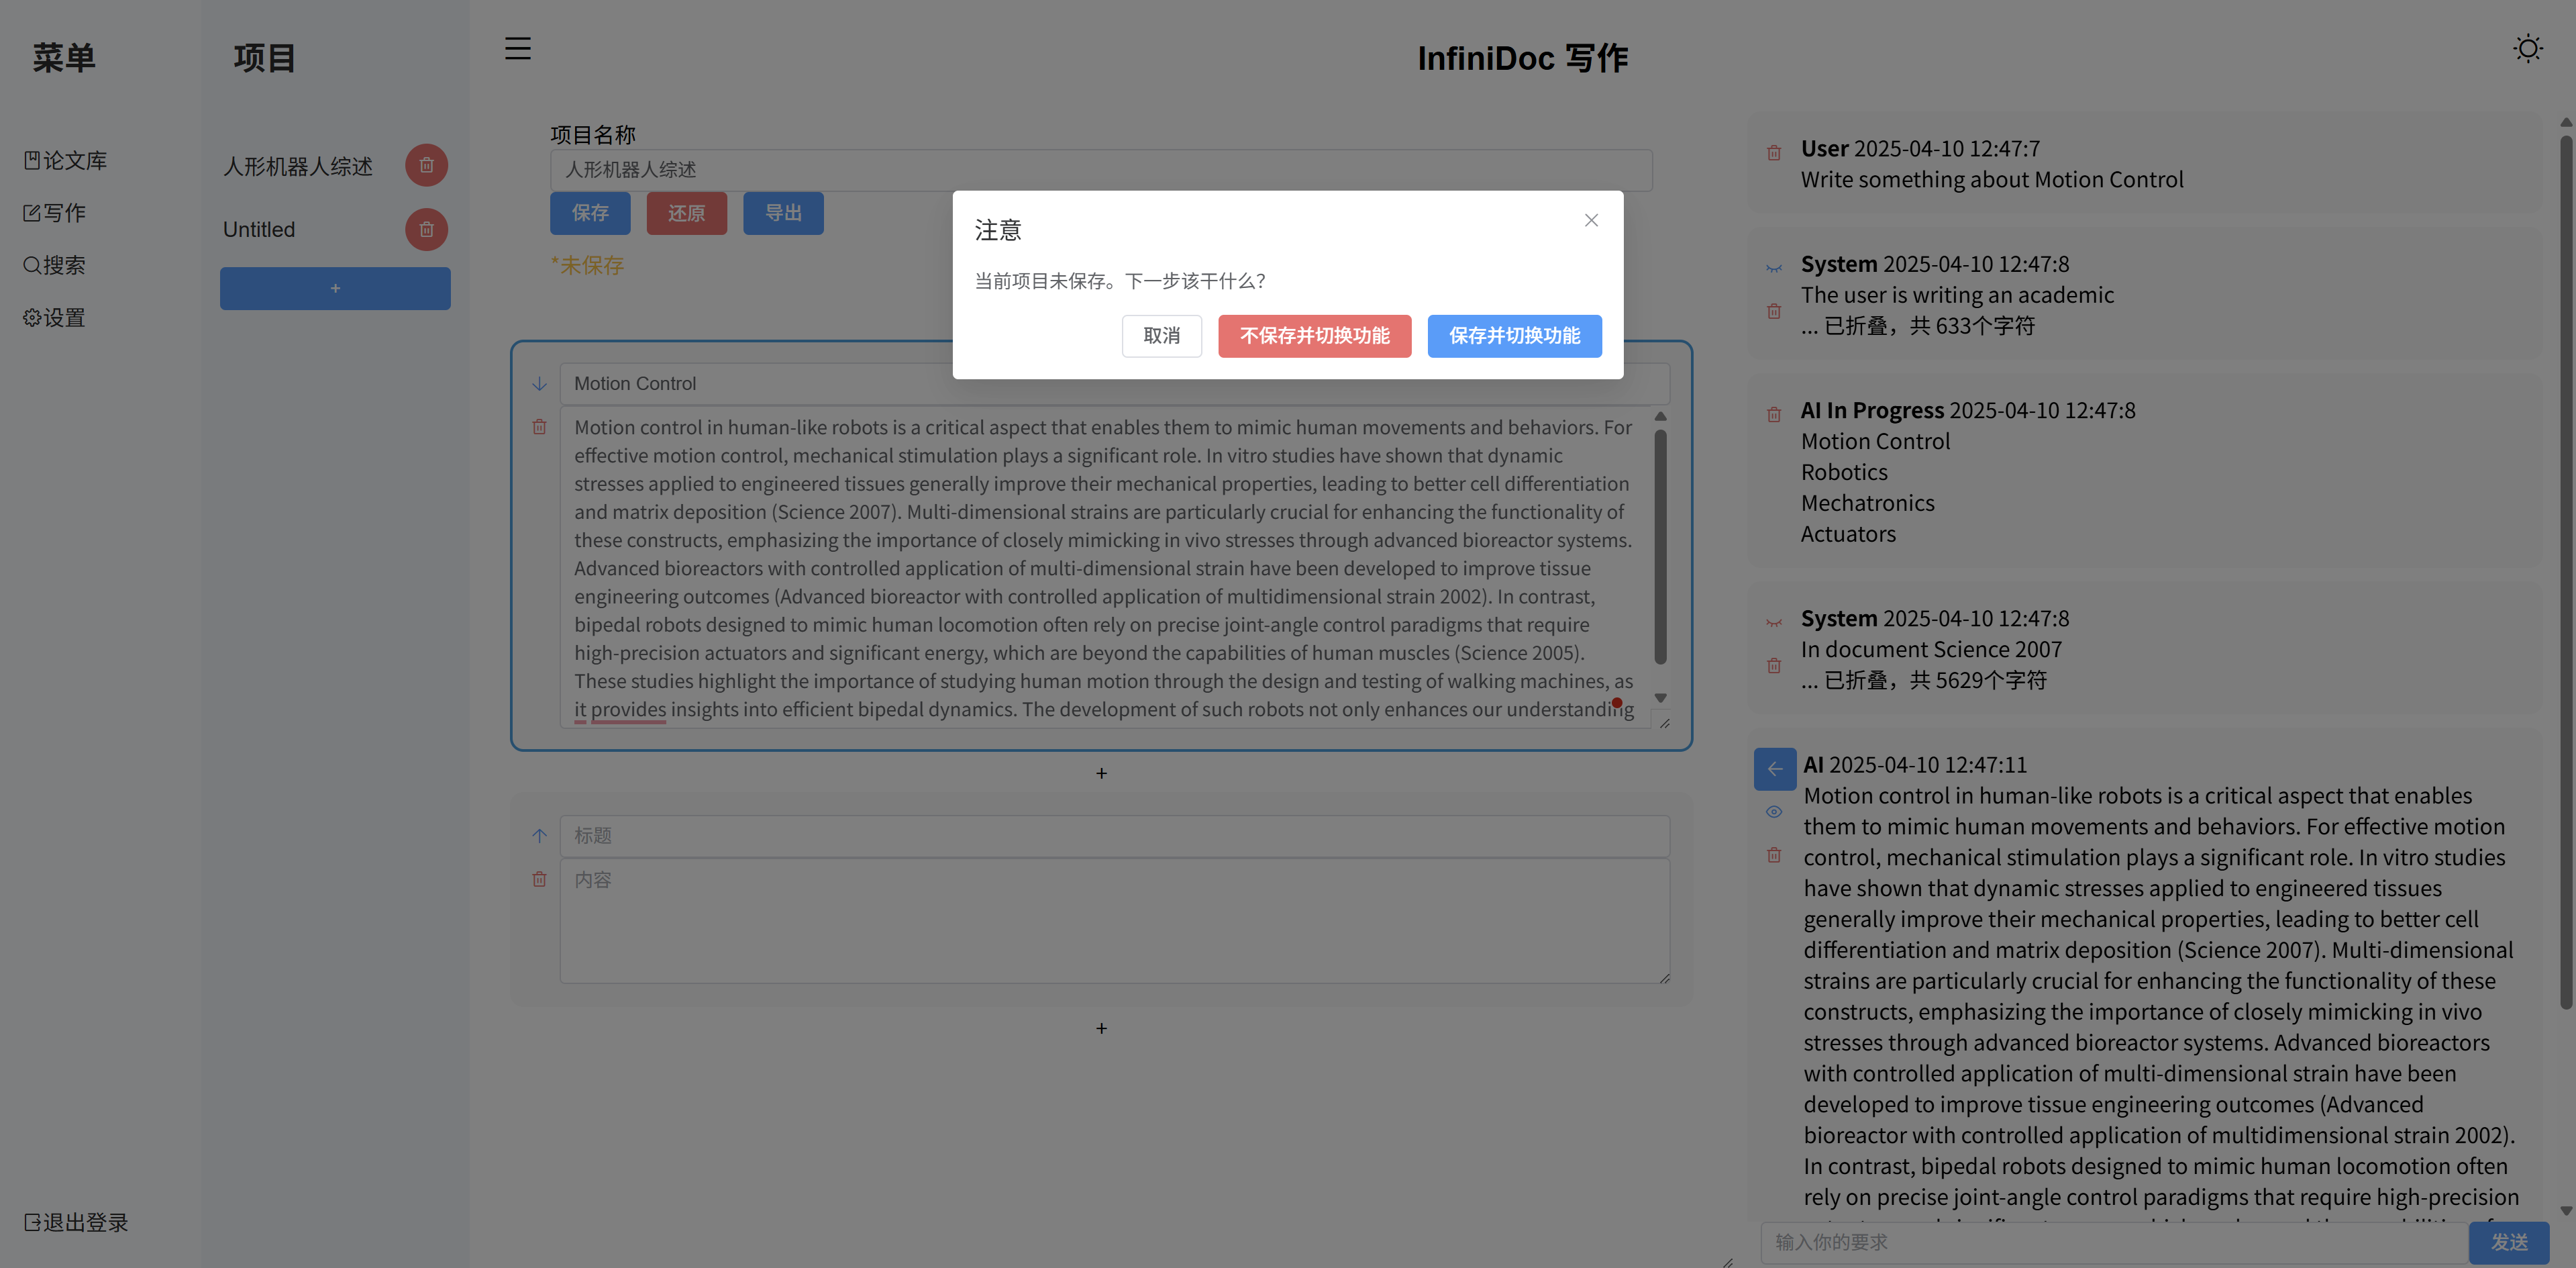 菜单
论文库
写作
搜索
设置
退出登录
项目
人形机器人综述
Untitled
+
InfiniDoc 写作
项目名称
人形机器人综述
保存
还原
导出
*未保存
注意
当前项目未保存。下一步该干什么?
取消
不保存并切换功能
保存并切换功能
Motion Control
Motion control in human-like robots is a critical aspect that enables them to mimic human movements and behaviors. For
effective motion control, mechanical stimulation plays a significant role. In vitro studies have shown that dynamic
stresses applied to engineered tissues generally improve their mechanical properties, leading to better cell differentiation
and matrix deposition (Science 2007). Multi-dimensional strains are particularly crucial for enhancing the functionality of
these constructs, emphasizing the importance of closely mimicking in vivo stresses through advanced bioreactor systems.
Advanced bioreactors with controlled application of multi-dimensional strain have been developed to improve tissue
engineering outcomes (Advanced bioreactor with controlled application of multidimensional strain 2002). In contrast,
bipedal robots designed to mimic human locomotion often rely on precise joint-angle control paradigms that require
high-precision actuators and significant energy, which are beyond the capabilities of human muscles (Science 2005).
These studies highlight the importance of studying human motion through the design and testing of walking machines, as
it provides insights into efficient bipedal dynamics. The development of such robots not only enhances our understanding
+
标题
内容
+
User 2025-04-10 12:47:7
Write something about Motion Control
System 2025-04-10 12:47:8
The user is writing an academic
... 已折叠，共 633个字符
AI In Progress 2025-04-10 12:47:8
Motion Control
Robotics
Mechatronics
Actuators
System 2025-04-10 12:47:8
In document Science 2007
... 已折叠，共 5629个字符
AI 2025-04-10 12:47:11
Motion control in human-like robots is a critical aspect that enables
them to mimic human movements and behaviors. For effective motion
control, mechanical stimulation plays a significant role. In vitro studies
have shown that dynamic stresses applied to engineered tissues
generally improve their mechanical properties, leading to better cell
differentiation and matrix deposition (Science 2007). Multi-dimensional
strains are particularly crucial for enhancing the functionality of these
constructs, emphasizing the importance of closely mimicking in vivo
stresses through advanced bioreactor systems. Advanced bioreactors
with controlled application of multi-dimensional strain have been
developed to improve tissue engineering outcomes (Advanced
bioreactor with controlled application of multidimensional strain 2002).
In contrast, bipedal robots designed to mimic human locomotion often
rely on precise joint-angle control paradigms that require high-precision
输入你的要求
发送